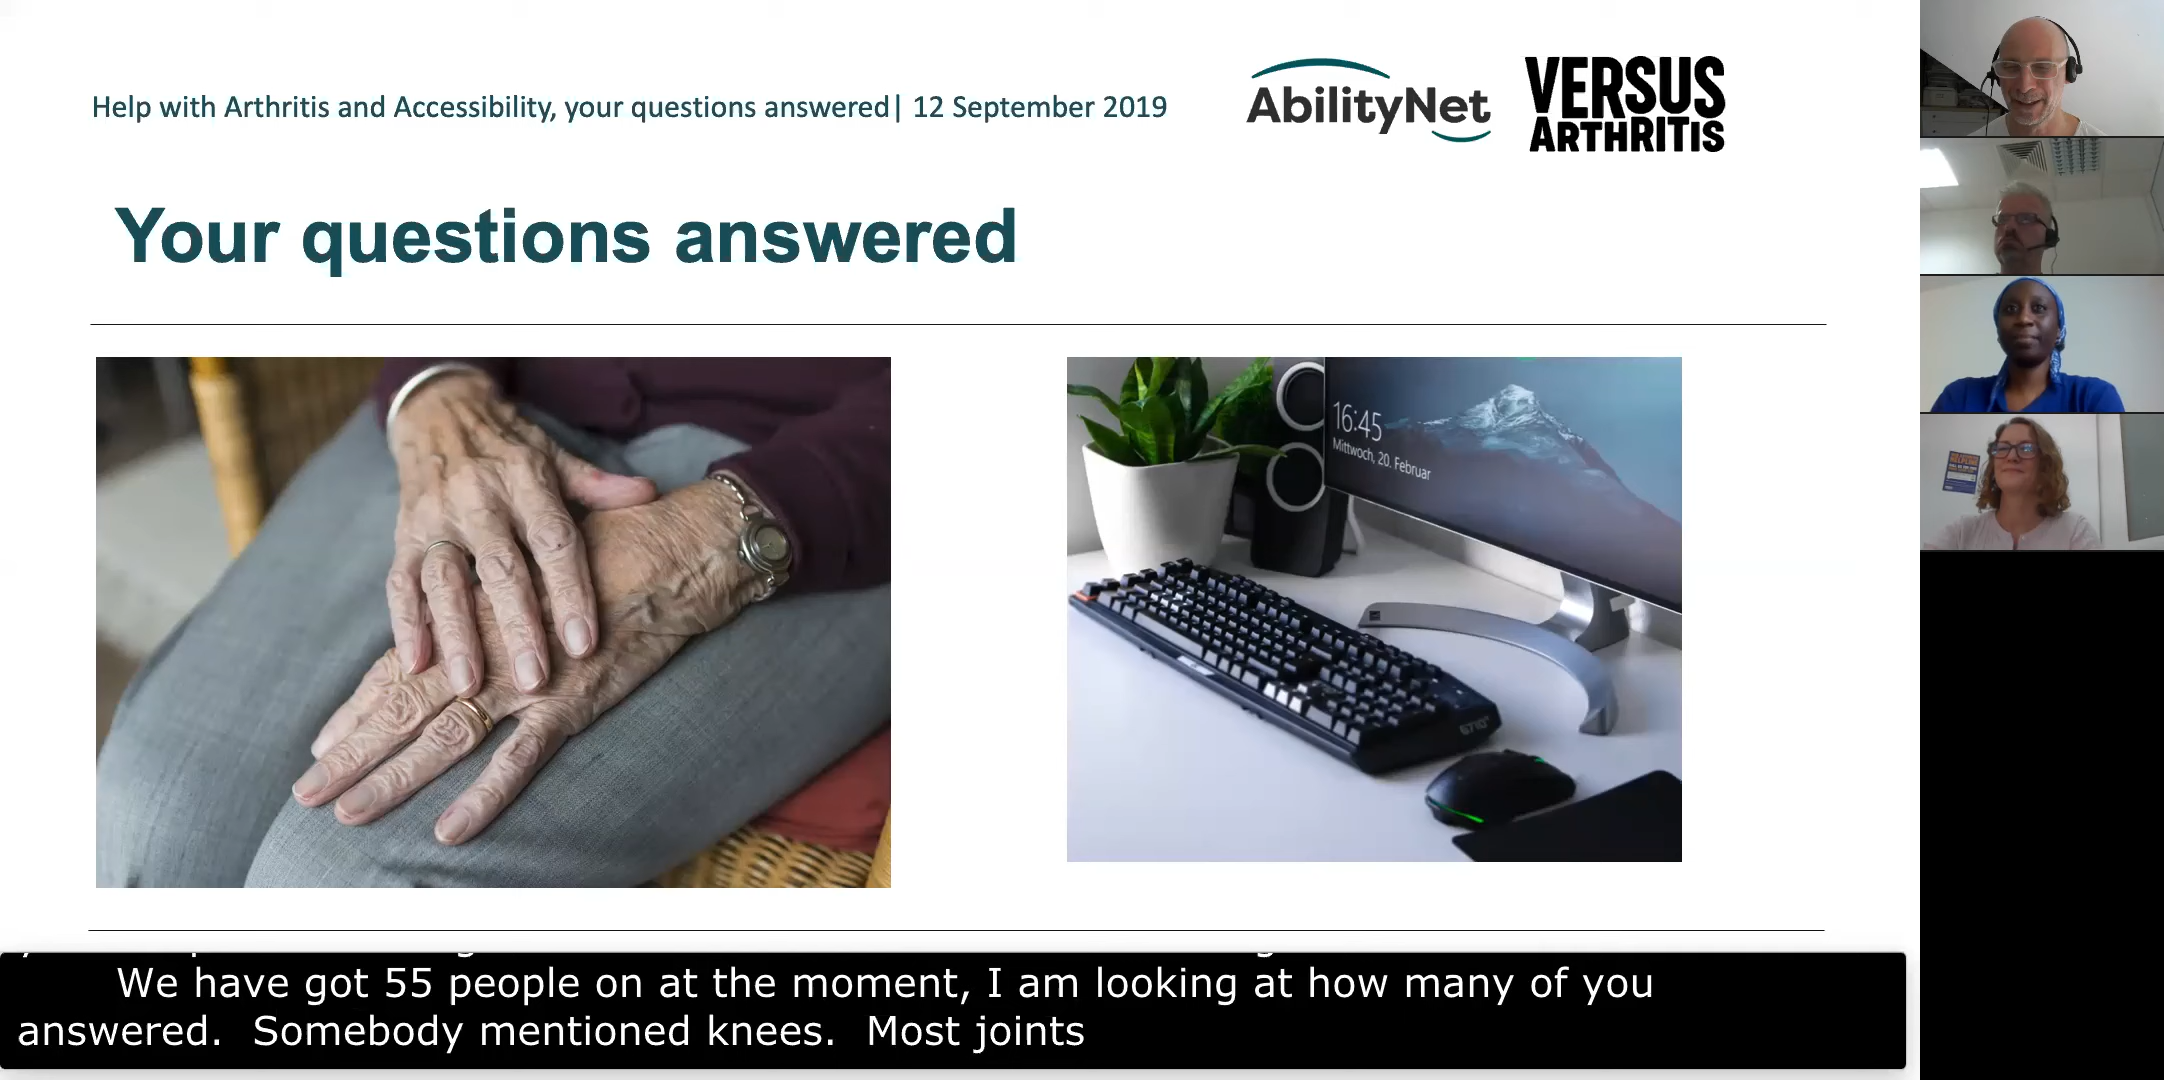 Help with Arthritis and Accessibility, your questions answered| 12 September 2019
AbilityNet
VERSUS
ARTHRITIS
Your questions answered
16:45
Mittwoch, 20. Februar
G710+
We have got 55 people on at the moment, I am looking at how many of you
answered.  Somebody mentioned knees.  Most joints